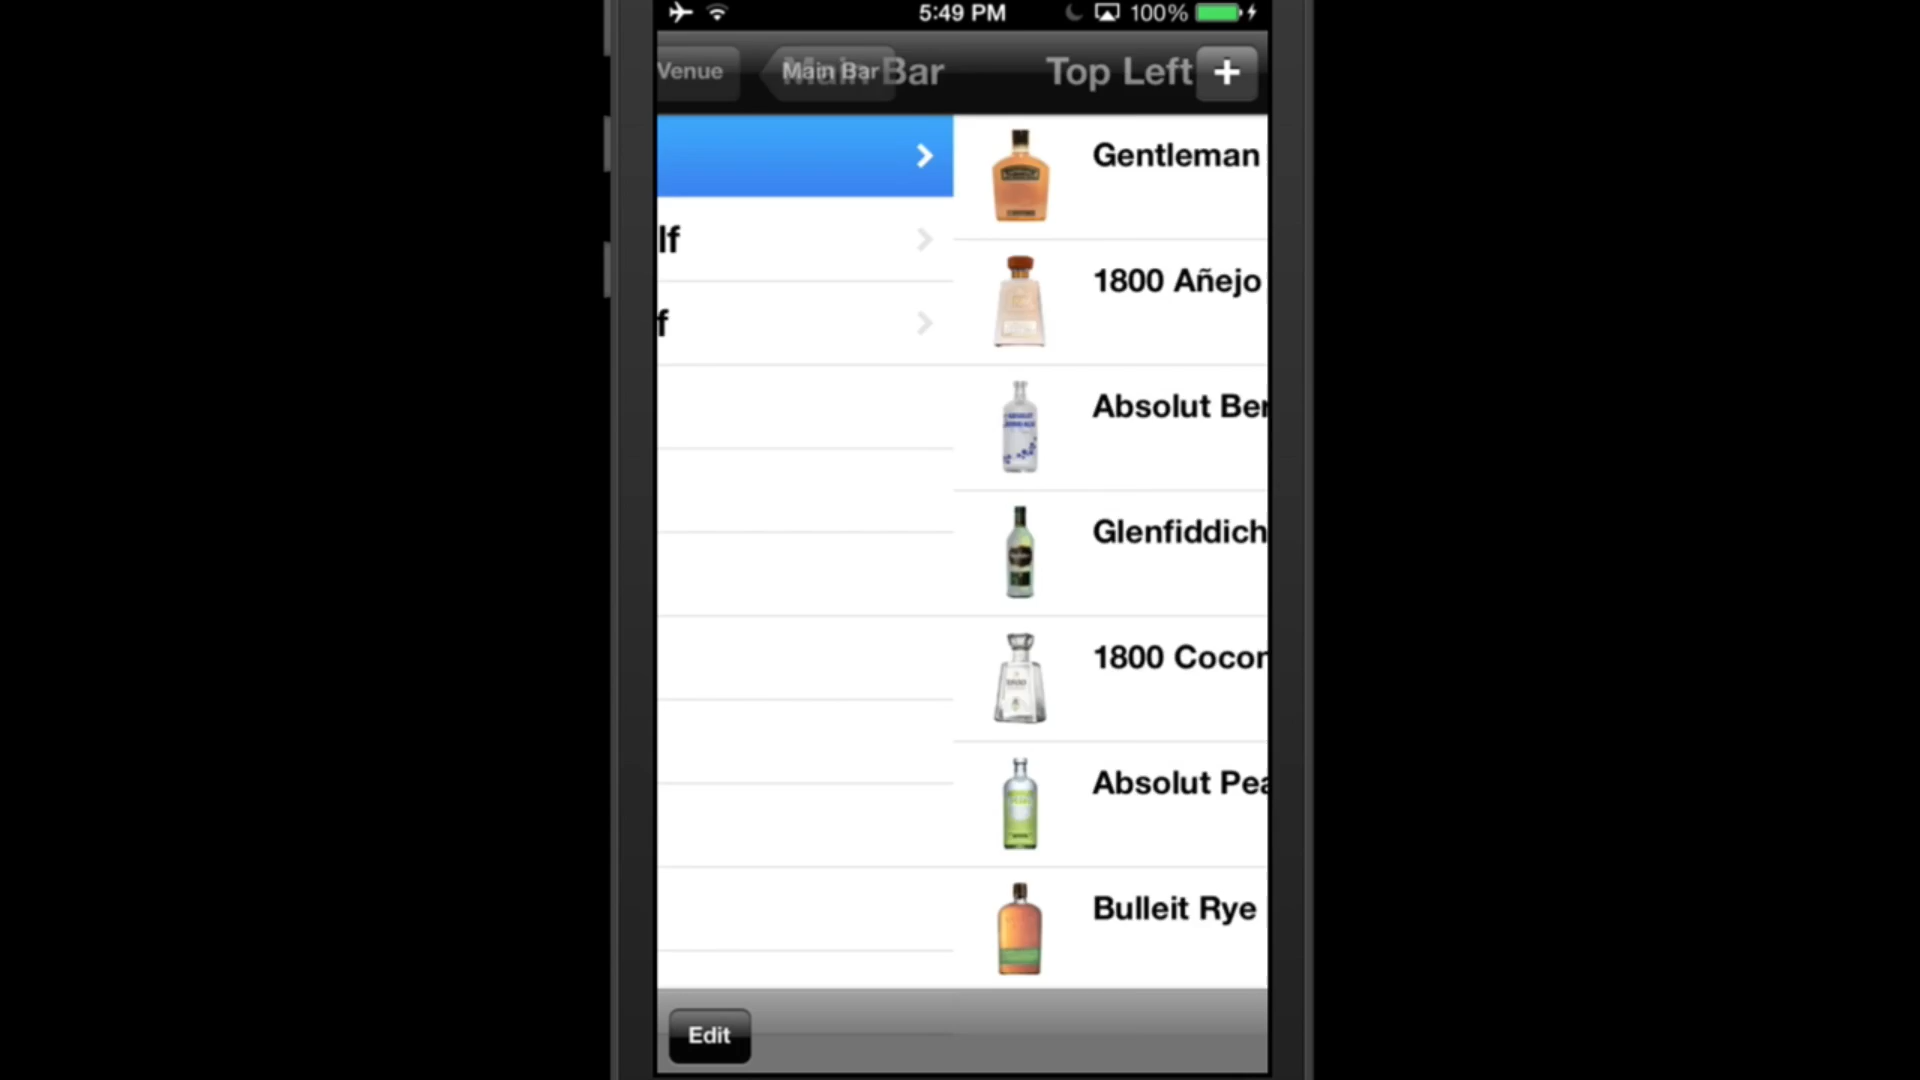 5:49 PM
100%
Venue
Main Bar
Main Bar
Top Left
+
Gentleman
lf
1800 Añejo
f
Absolut Ber
Glenfiddich
1800 Cocon
Absolut Pea
Bulleit Rye
Edit